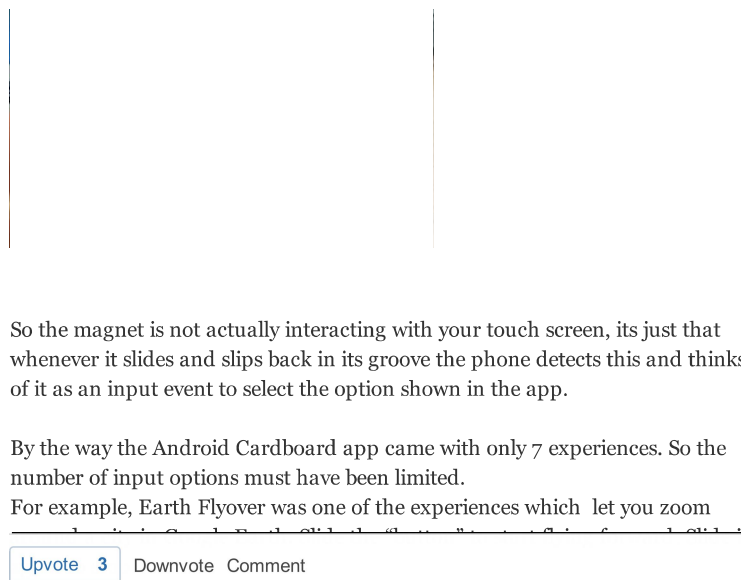 So the magnet is not actually interacting with your touch screen, its just that
whenever it slides and slips back in its groove the phone detects this and thinks
of it as an input event to select the option shown in the app.
By the way the Android Cardboard app came with only 7 experiences. So the
number of input options must have been limited.
For example, Earth Flyover was one of the experiences which  let you zoom
Upvote 3 Downvote Comment